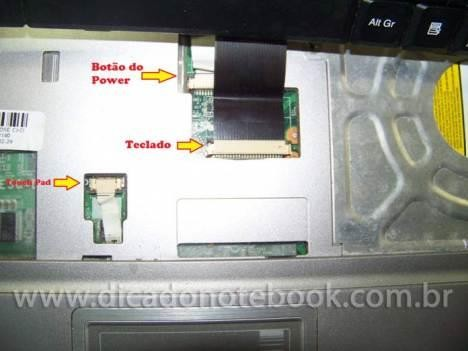 Alt Gr
Botão do
Power
Teclado
Touch Pad
www.dicadonotebook.com.br